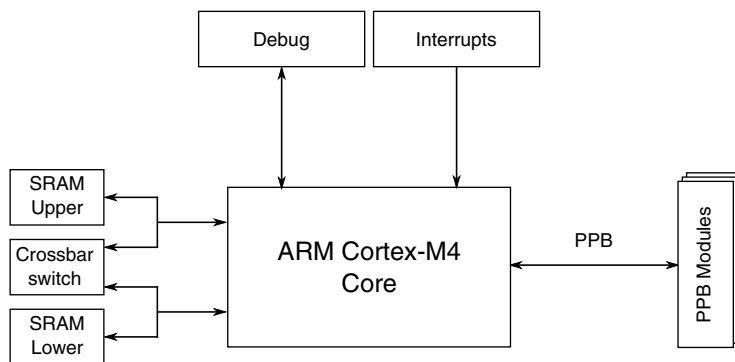 Debug
Interrupts
SRAM
Upper
Crossbar
switch
SRAM
Lower
ARM Cortex-M4
Core
PPB
PPB Modules